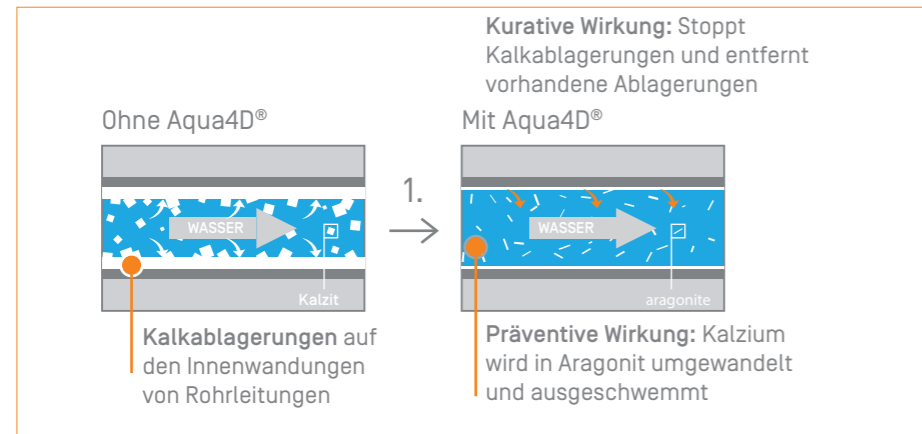 Kurative Wirkung: Stoppt
Kalkablagerungen und entfernt
vorhandene Ablagerungen
Ohne Aqua4D®
Mit Aqua4D®
1.
WASSER
WASSER
Kalzit
aragonite
Kalkablagerungen auf
den Innenwandungen
von Rohrleitungen
Präventive Wirkung: Kalzium
wird in Aragonit umgewandelt
und ausgeschwemmt